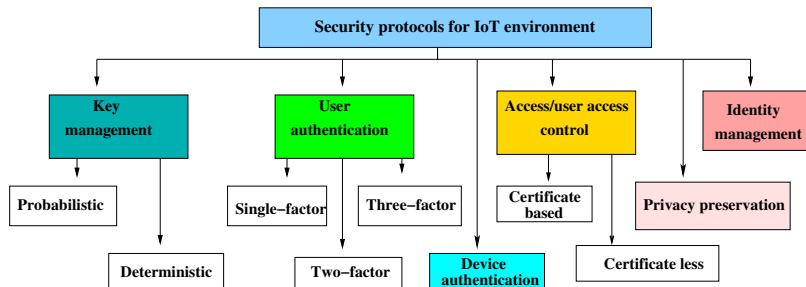 Security protocols for IoT environment
Key
management
User
authentication
Access/user access
control
Identity
management
Probabilistic
Single−factor
Three−factor
Certificate
based
Privacy preservation
Deterministic
Two−factor
Device
authentication
Certificate less